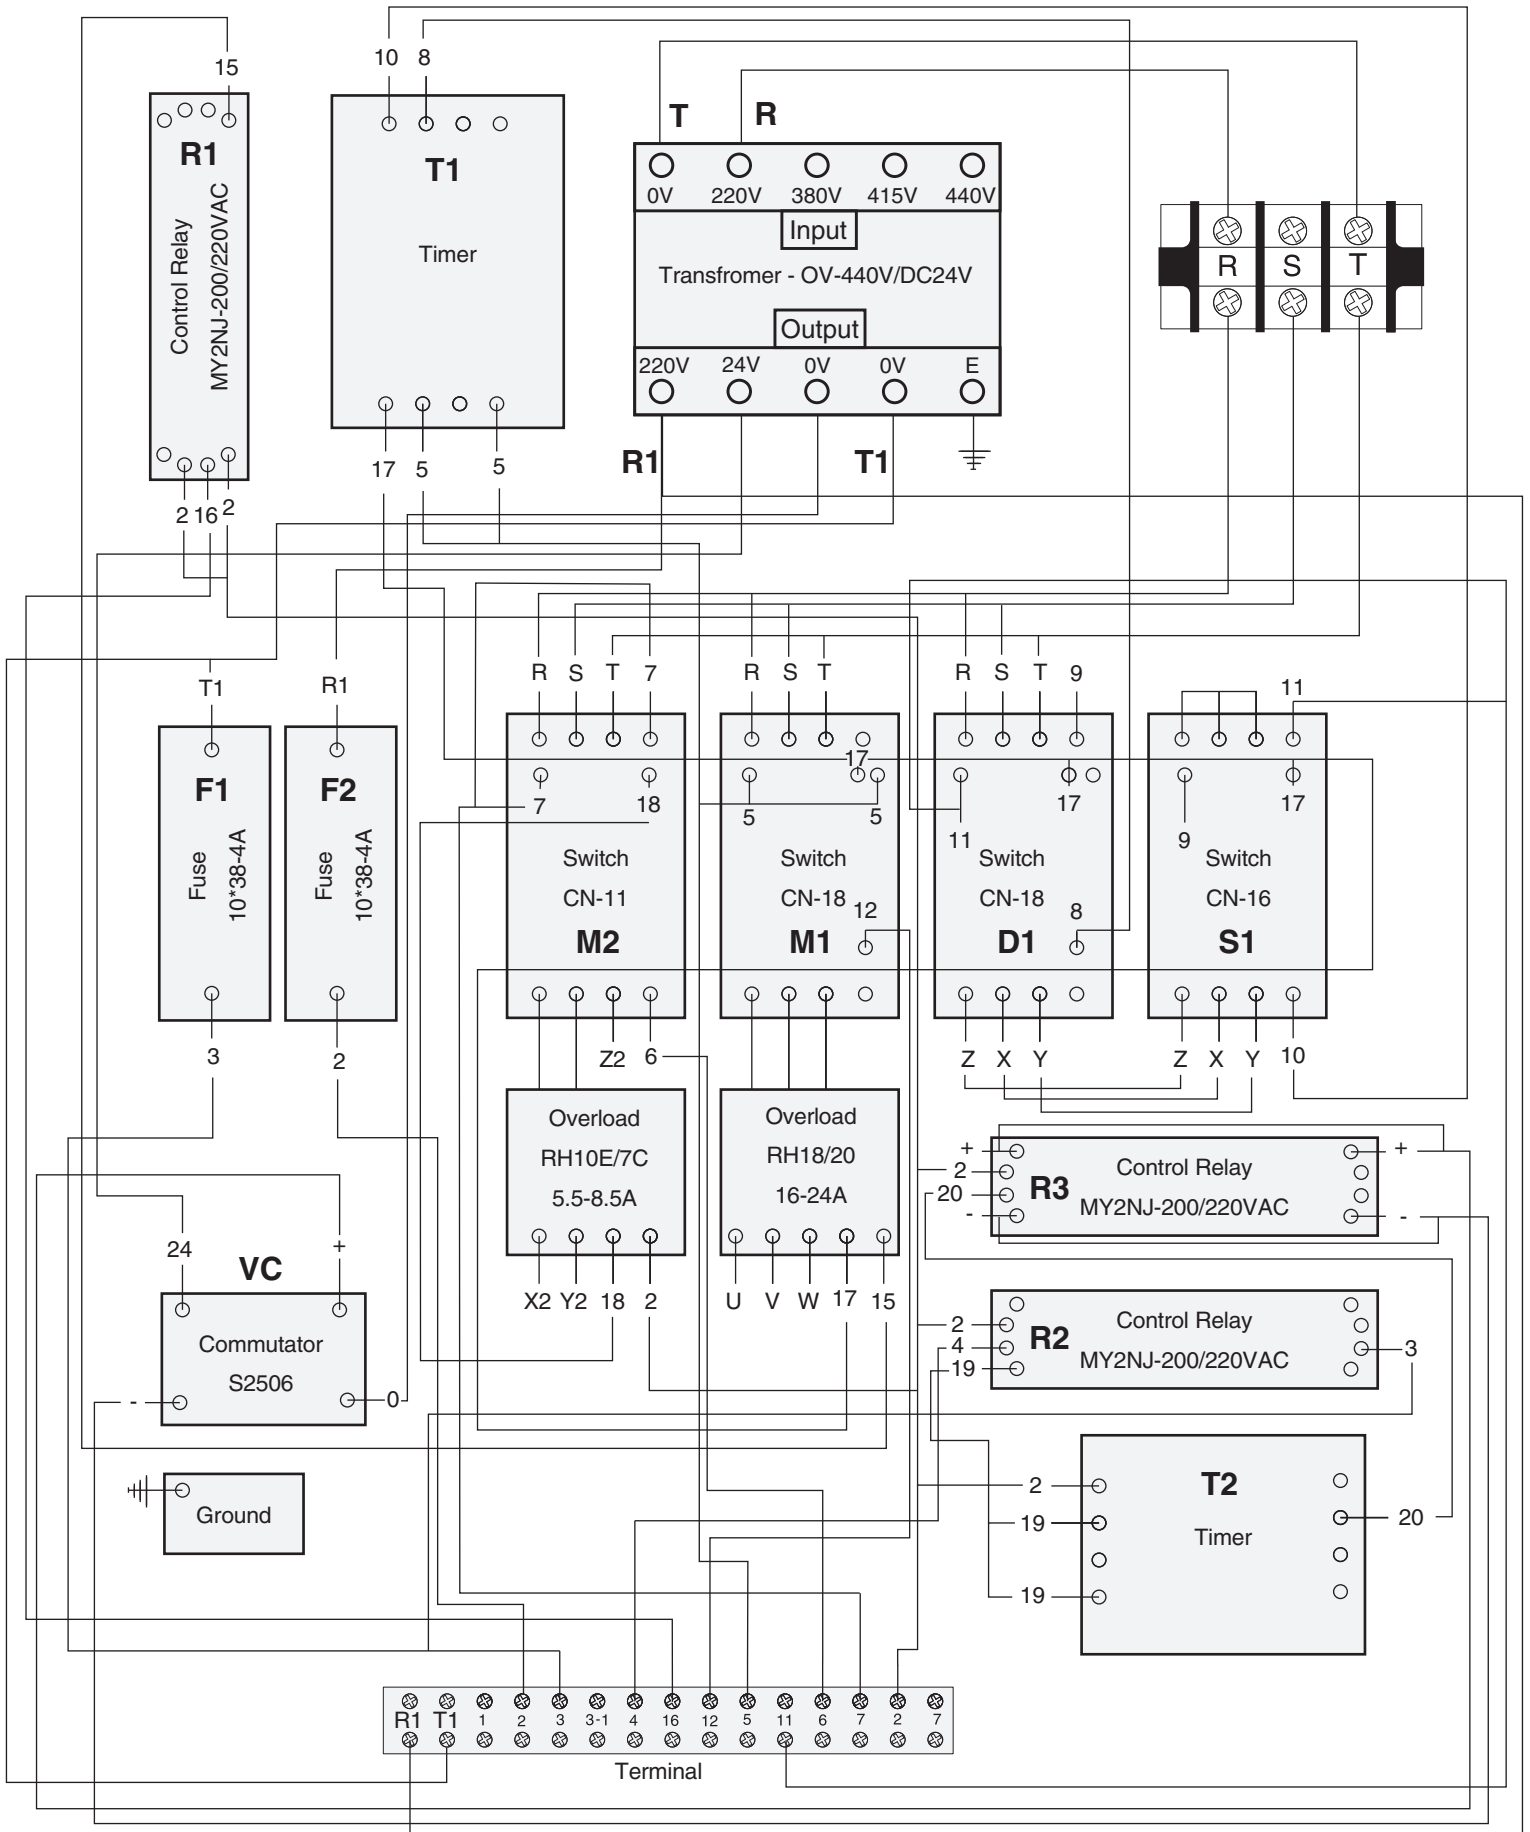 10 8
15
T R
R1
Control Relay
MY2NJ-200/220VAC
T1
Timer
0V 220V 380V 415V 440V
Input
Transfromer - OV-440V/DC24V
Output
220V 24V 0V 0V E
R S T
R1 T1
17 5 5
2 16 2
T1 R1
R S T 7
R S T
R S T 9
11
F1
Fuse
10*38-4A
F2
Fuse
10*38-4A
7 18
Switch
CN-11
M2
17
5 5
Switch
CN-18
12
M1
17
11
Switch
CN-18
8
D1
17
9
Switch
CN-16
S1
3 2
Z2 6
Z X Y
Z X Y 10
Overload
RH10E/7C
5.5-8.5A
X2 Y2 18 2
Overload
RH18/20
16-24A
U V W 17 15
+
2
20
-
R3
Control Relay
MY2NJ-200/220VAC
+
-
24 +
VC
Commutator
S2506
- 0
2
4
19
R2
Control Relay
MY2NJ-200/220VAC
3
Ground
2
19
19
T2
Timer
20
R1 T1 1 2 3 3-1 4 16 12 5 11 6 7 2 7
Terminal